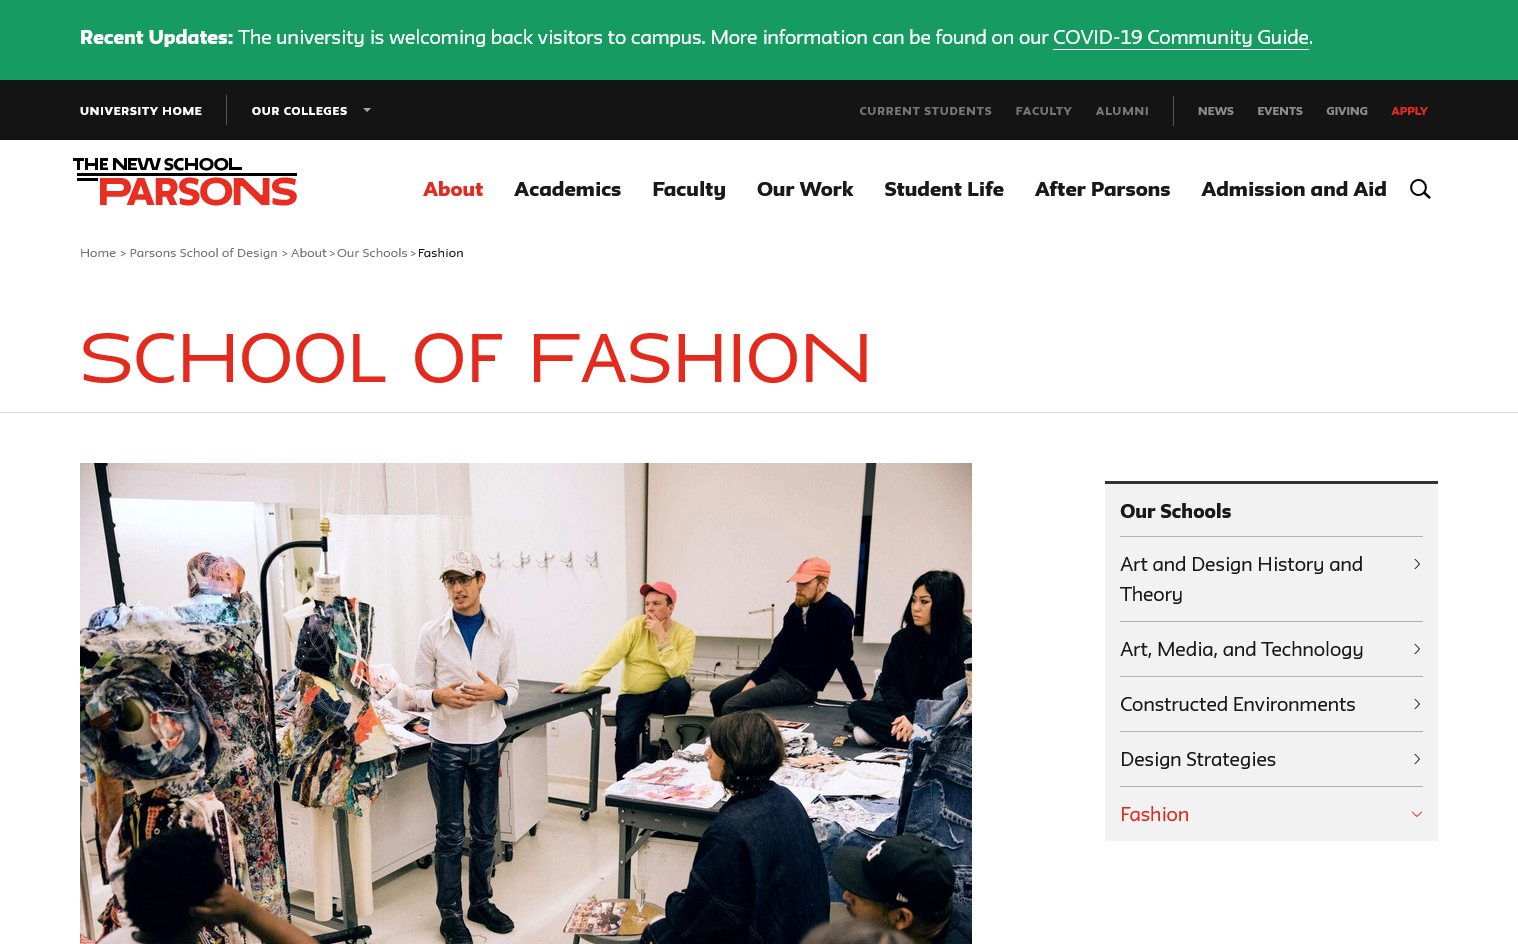 Recent Updates: The university is welcoming back visitors to campus. More information can be found on our COVID-19 Community Guide.
UNIVERSITY HOME OUR COLLEGES CURRENT STUDENTS FACULTY ALUMNI NEWS EVENTS GIVING APPLY
THE NEW SCHOOL
PARSONS
About Academics Faculty Our Work Student Life After Parsons Admission and Aid
Home > Parsons School of Design > About > Our Schools > Fashion
SCHOOL OF FASHION
Our Schools
Art and Design History and
Theory
Art, Media, and Technology
Constructed Environments
Design Strategies
Fashion